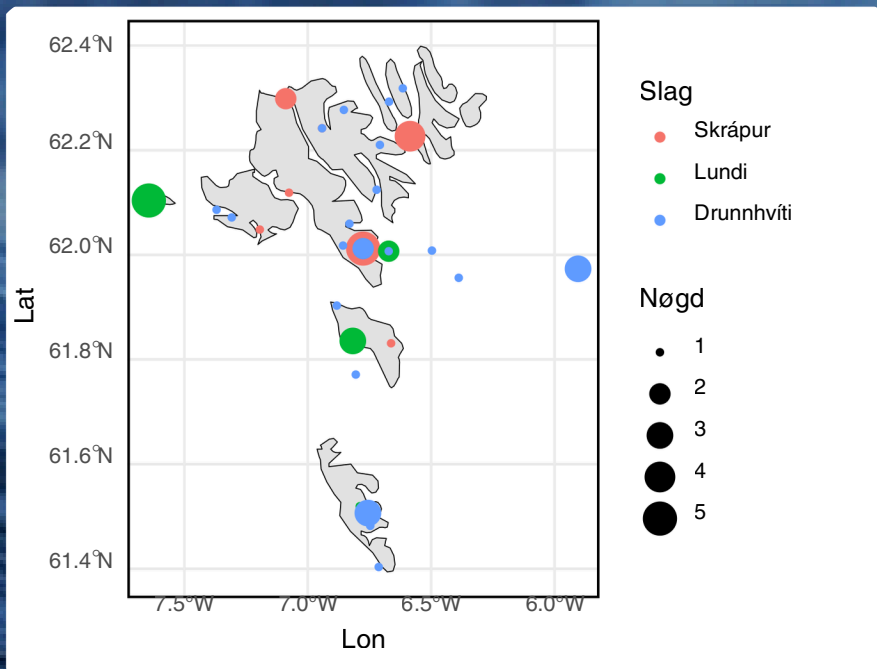 62.4°N
62.2°N
62.0°N
61.8°N
61.6°N
61.4°N
Lat
7.5°W 7.0°W 6.5°W 6.0°W
Lon
Slag
Skrápur
Lundi
Drunnhvíti
Nøgd
1
2
3
4
5